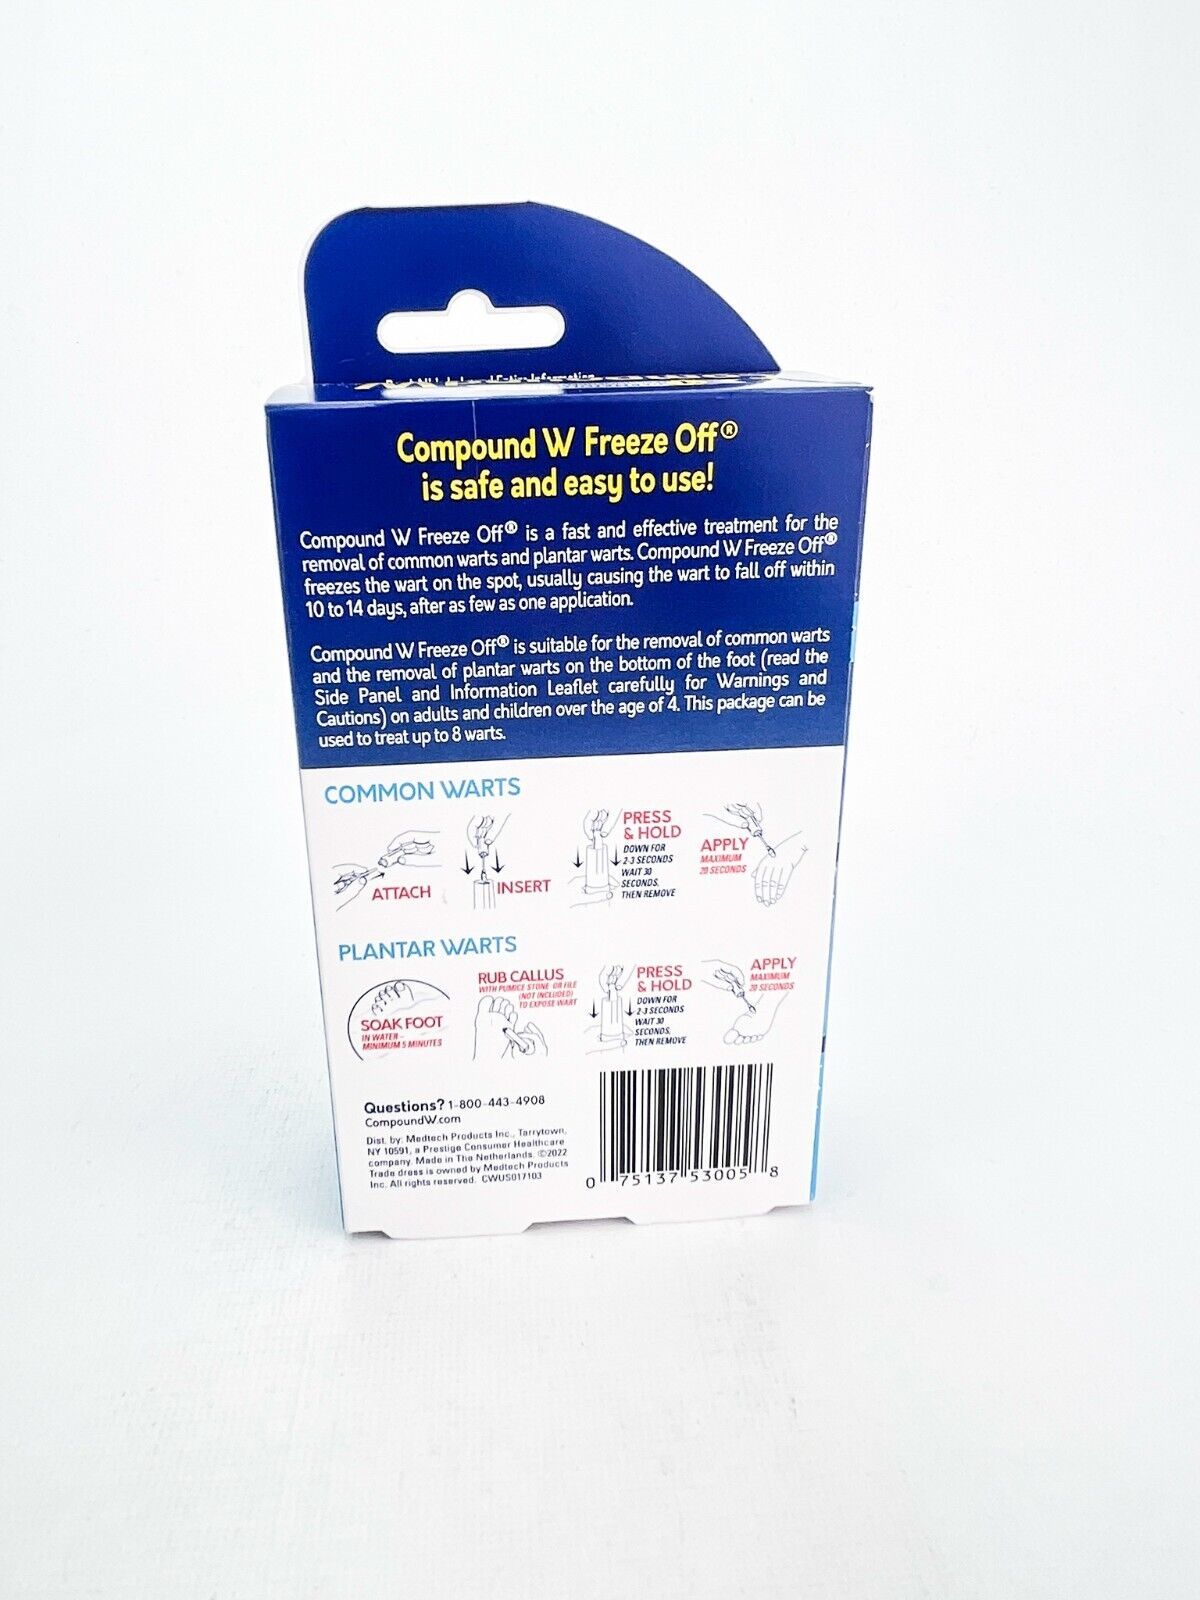 Compound W Freeze Off®
is safe and easy to use!
Compound W Freeze Off® is a fast and effective treatment for the
removal of common warts and plantar warts. Compound W Freeze Off®
freezes the wart on the spot, usually causing the wart to fall off within
10 to 14 days, after as few as one application.
Compound W Freeze Off® is suitable for the removal of common warts
and the removal of plantar warts on the bottom of the foot (read the
Side Panel and Information Leaflet carefully for Warnings and
Cautions) on adults and children over the age of 4. This package can be
used to treat up to 8 warts.
COMMON WARTS
ATTACH
INSERT
PRESS
& HOLD
DOWN FOR
2-3 SECONDS
WAIT 30
SECONDS,
THEN REMOVE
APPLY
MAXIMUM
20 SECONDS
PLANTAR WARTS
SOAK FOOT
IN WATER –
MINIMUM 5 MINUTES
RUB CALLUS
WITH PUMICE STONE OR FILE
(NOT INCLUDED)
TO EXPOSE WART
PRESS
& HOLD
DOWN FOR
2-3 SECONDS
WAIT 30
SECONDS,
THEN REMOVE
APPLY
MAXIMUM
20 SECONDS
Questions? 1-800-443-4908
CompoundW.com
Dist. by: Medtech Products Inc., Tarrytown,
NY 10591, a Prestige Consumer Healthcare
company. Made in The Netherlands. ©2022
Trade dress is owned by Medtech Products
Inc. All rights reserved. CWUS017103
0 75137 53005 8